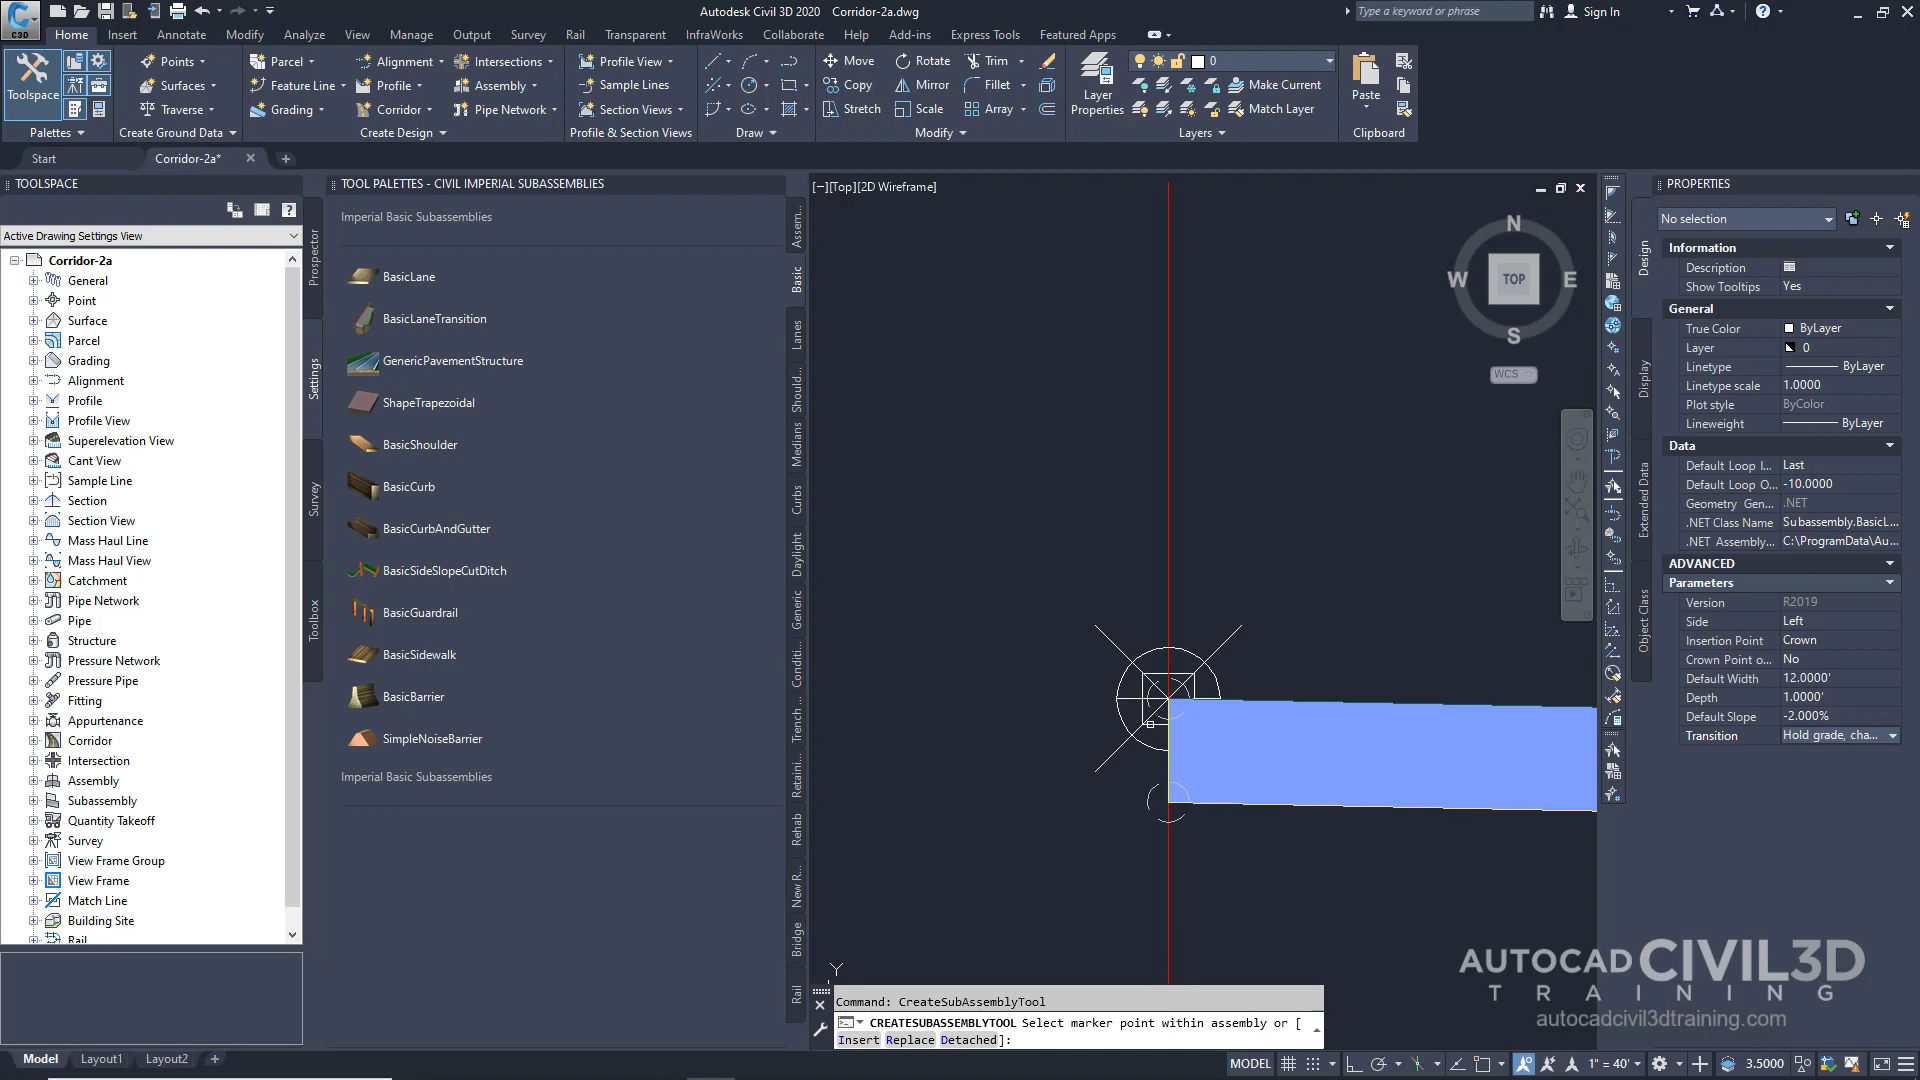 Autodesk Civil 3D 2020 Corridor-2a.dwg
Type a keyword or phrase
Sign In
C3D
Home Insert Annotate Modify Analyze View Manage Output Survey Rail Transparent InfraWorks Collaborate Help Add-ins Express Tools Featured Apps
Points Parcel Alignment Intersections Profile View Move Rotate Trim 0
Toolspace Surfaces Feature Line Profile Assembly Sample Lines Copy Mirror Fillet Layer Properties Make Current Paste
Traverse Grading Corridor Pipe Network Section Views Stretch Scale Array Match Layer
Palettes Create Ground Data Create Design Profile & Section Views Draw Modify Layers Clipboard
Start Corridor-2a*
TOOLSPACE
Active Drawing Settings View
Corridor-2a
General
Point
Surface
Parcel
Grading
Alignment
Profile
Profile View
Superelevation View
Cant View
Sample Line
Section
Section View
Mass Haul Line
Mass Haul View
Catchment
Pipe Network
Pipe
Structure
Pressure Network
Pressure Pipe
Fitting
Appurtenance
Corridor
Intersection
Assembly
Subassembly
Quantity Takeoff
Survey
View Frame Group
View Frame
Match Line
Building Site
Rail
Prospector
Settings
Survey
Toolbox
TOOL PALETTES - CIVIL IMPERIAL SUBASSEMBLIES
Imperial Basic Subassemblies
BasicLane
BasicLaneTransition
GenericPavementStructure
ShapeTrapezoidal
BasicShoulder
BasicCurb
BasicCurbAndGutter
BasicSideSlopeCutDitch
BasicGuardrail
BasicSidewalk
BasicBarrier
SimpleNoiseBarrier
Imperial Basic Subassemblies
Assem...
Basic
Lanes
Should...
Medians
Curbs
Daylight
Generic
Conditi...
Trench ...
Retaini...
Rehab
New R...
Bridge
Rail
[−][Top][2D Wireframe]
N
W TOP E
S
WCS
Y
Command: CreateSubAssemblyTool
CREATESUBASSEMBLYTOOL Select marker point within assembly or [
Insert Replace Detached]:
PROPERTIES
No selection
Design
Display
Extended Data
Object Class
Information
Description
Show Tooltips Yes
General
True Color ByLayer
Layer 0
Linetype ByLayer
Linetype scale 1.0000
Plot style ByColor
Lineweight ByLayer
Data
Default Loop I... Last
Default Loop O... -10.0000
Geometry Gen... .NET
.NET Class Name Subassembly.BasicL...
.NET Assembly... C:\ProgramData\Au...
ADVANCED
Parameters
Version R2019
Side Left
Insertion Point Crown
Crown Point o... No
Default Width 12.0000'
Depth 1.0000'
Default Slope -2.000%
Transition Hold grade, cha...
AUTOCAD CIVIL3D
TRAINING
autocadcivil3dtraining.com
Model Layout1 Layout2 +
MODEL 1" = 40' 3.5000